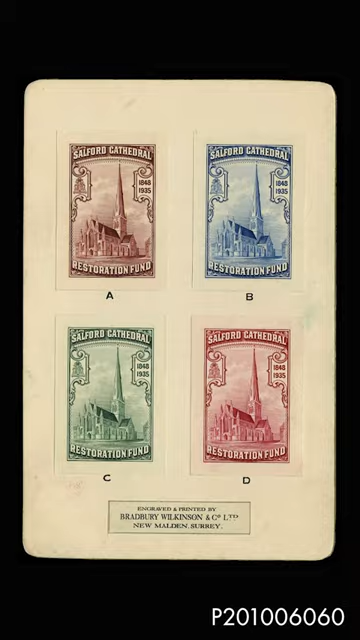 SALFORD CATHEDRAL
1848
1935
RESTORATION FUND
A
SALFORD CATHEDRAL
1848
1935
RESTORATION FUND
B
SALFORD CATHEDRAL
1848
1935
RESTORATION FUND
C
SALFORD CATHEDRAL
1848
1935
RESTORATION FUND
D
ENGRAVED & PRINTED BY
BRADBURY WILKINSON & Co LTD
NEW MALDEN, SURREY.
P201006060